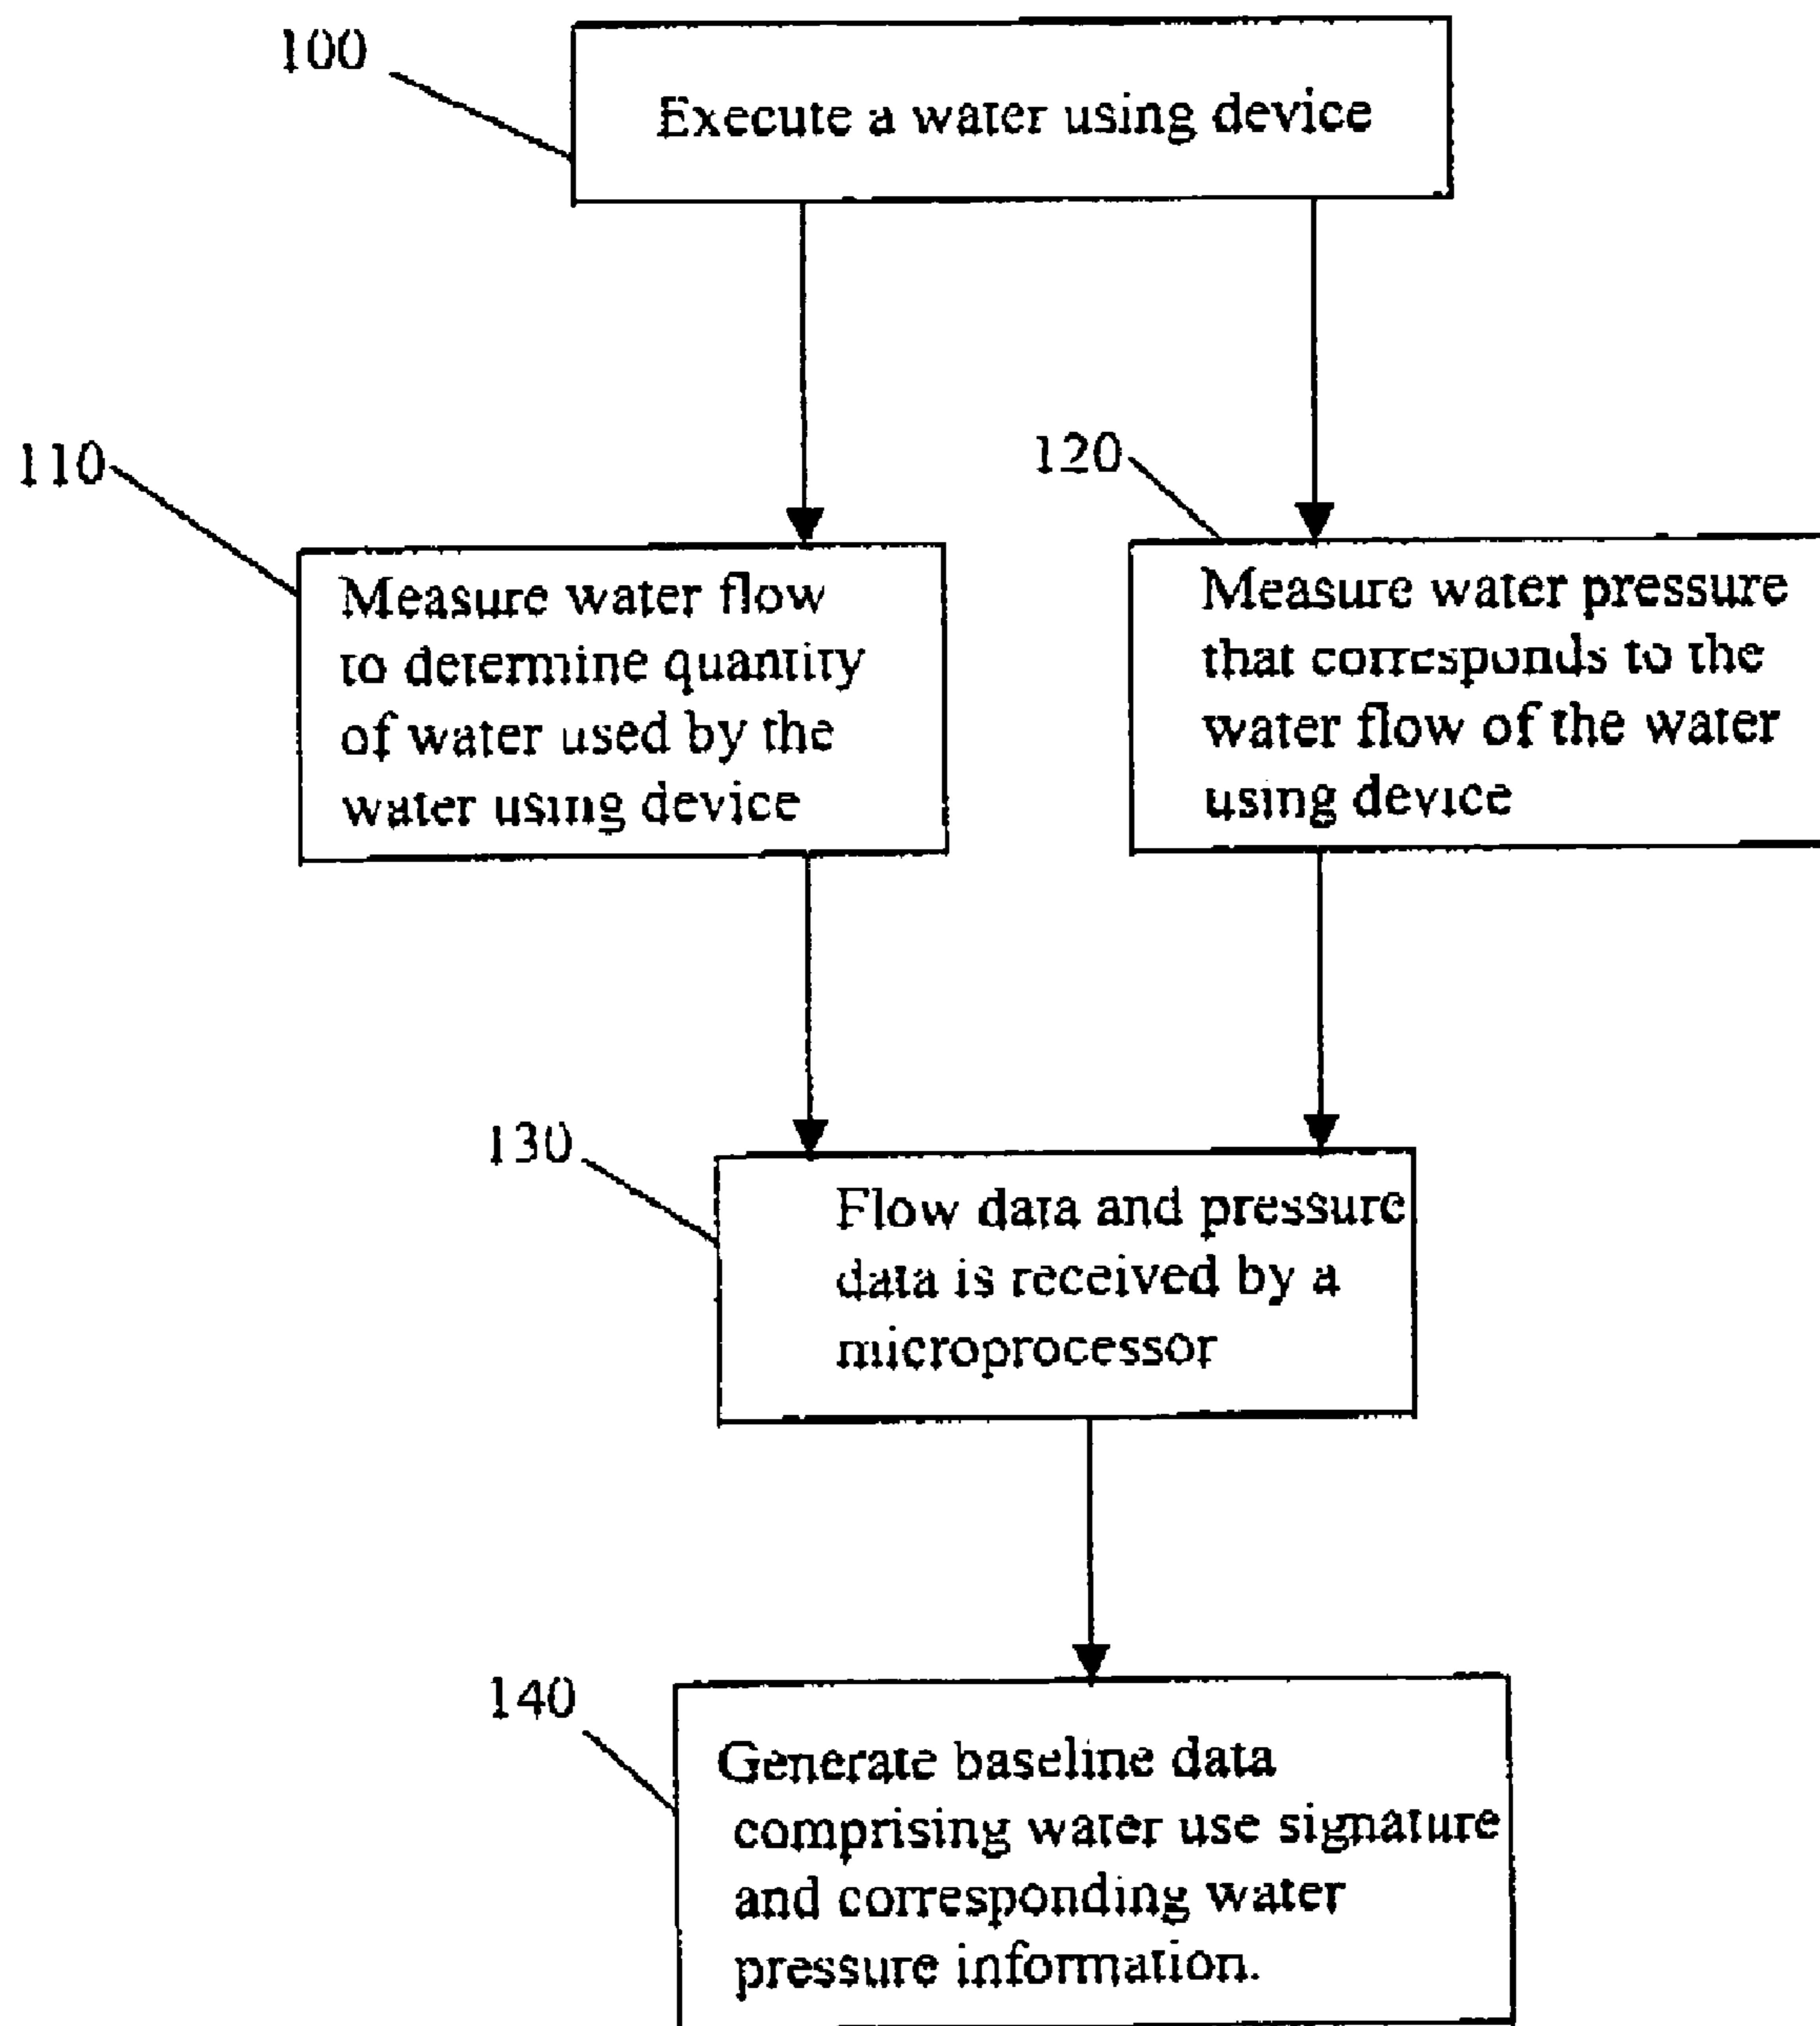 100
Execute a water using device
110
Measure water flow
to determine quantity
of water used by the
water using device
120
Measure water pressure
that corresponds to the
water flow of the water
using device
130
Flow data and pressure
data is received by a
microprocessor
140
Generate baseline data
comprising water use signature
and corresponding water
pressure information.